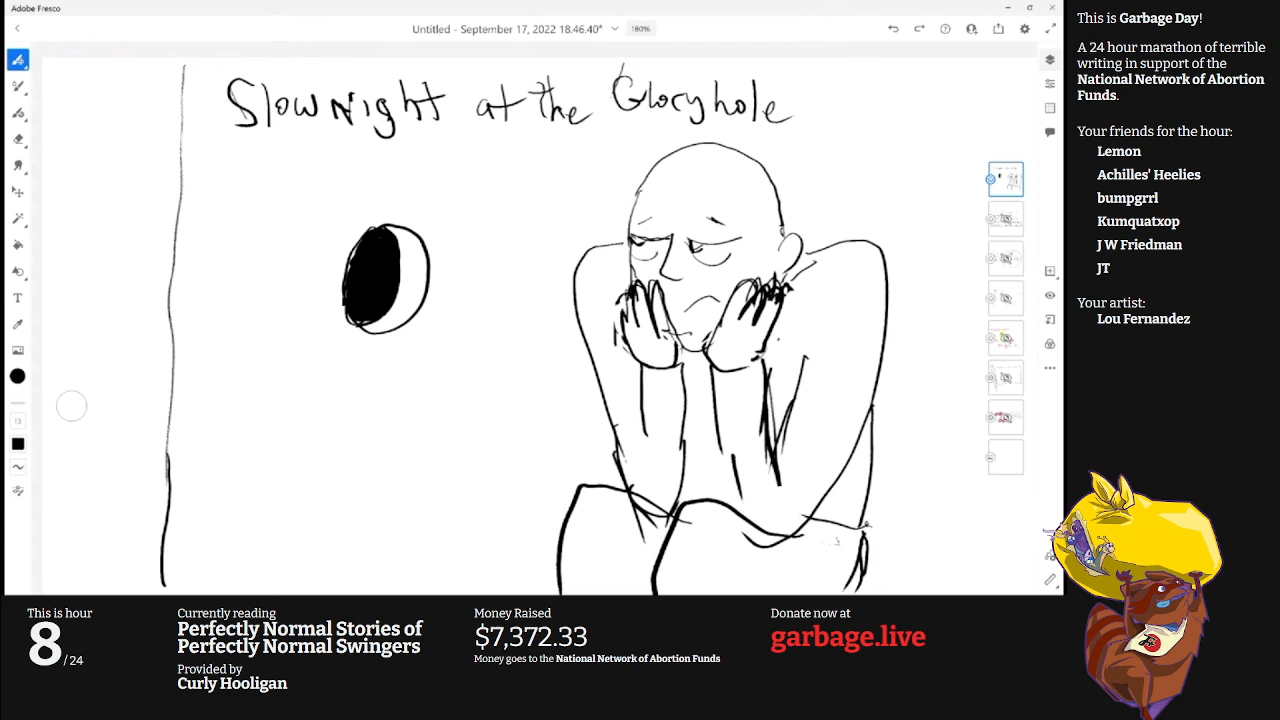 Adobe Fresco
Untitled - September 17, 2022 18.46.40*
180%
Slow Night at the Gloryhole
13
This is Garbage Day!
A 24 hour marathon of terrible
writing in support of the
National Network of Abortion
Funds.
Your friends for the hour:
Lemon
Achilles' Heelies
bumpgrrl
Kumquatxop
J W Friedman
JT
Your artist:
Lou Fernandez
This is hour
8/24
Currently reading
Perfectly Normal Stories of
Perfectly Normal Swingers
Provided by
Curly Hooligan
Money Raised
$7,372.33
Money goes to the National Network of Abortion Funds
Donate now at
garbage.live